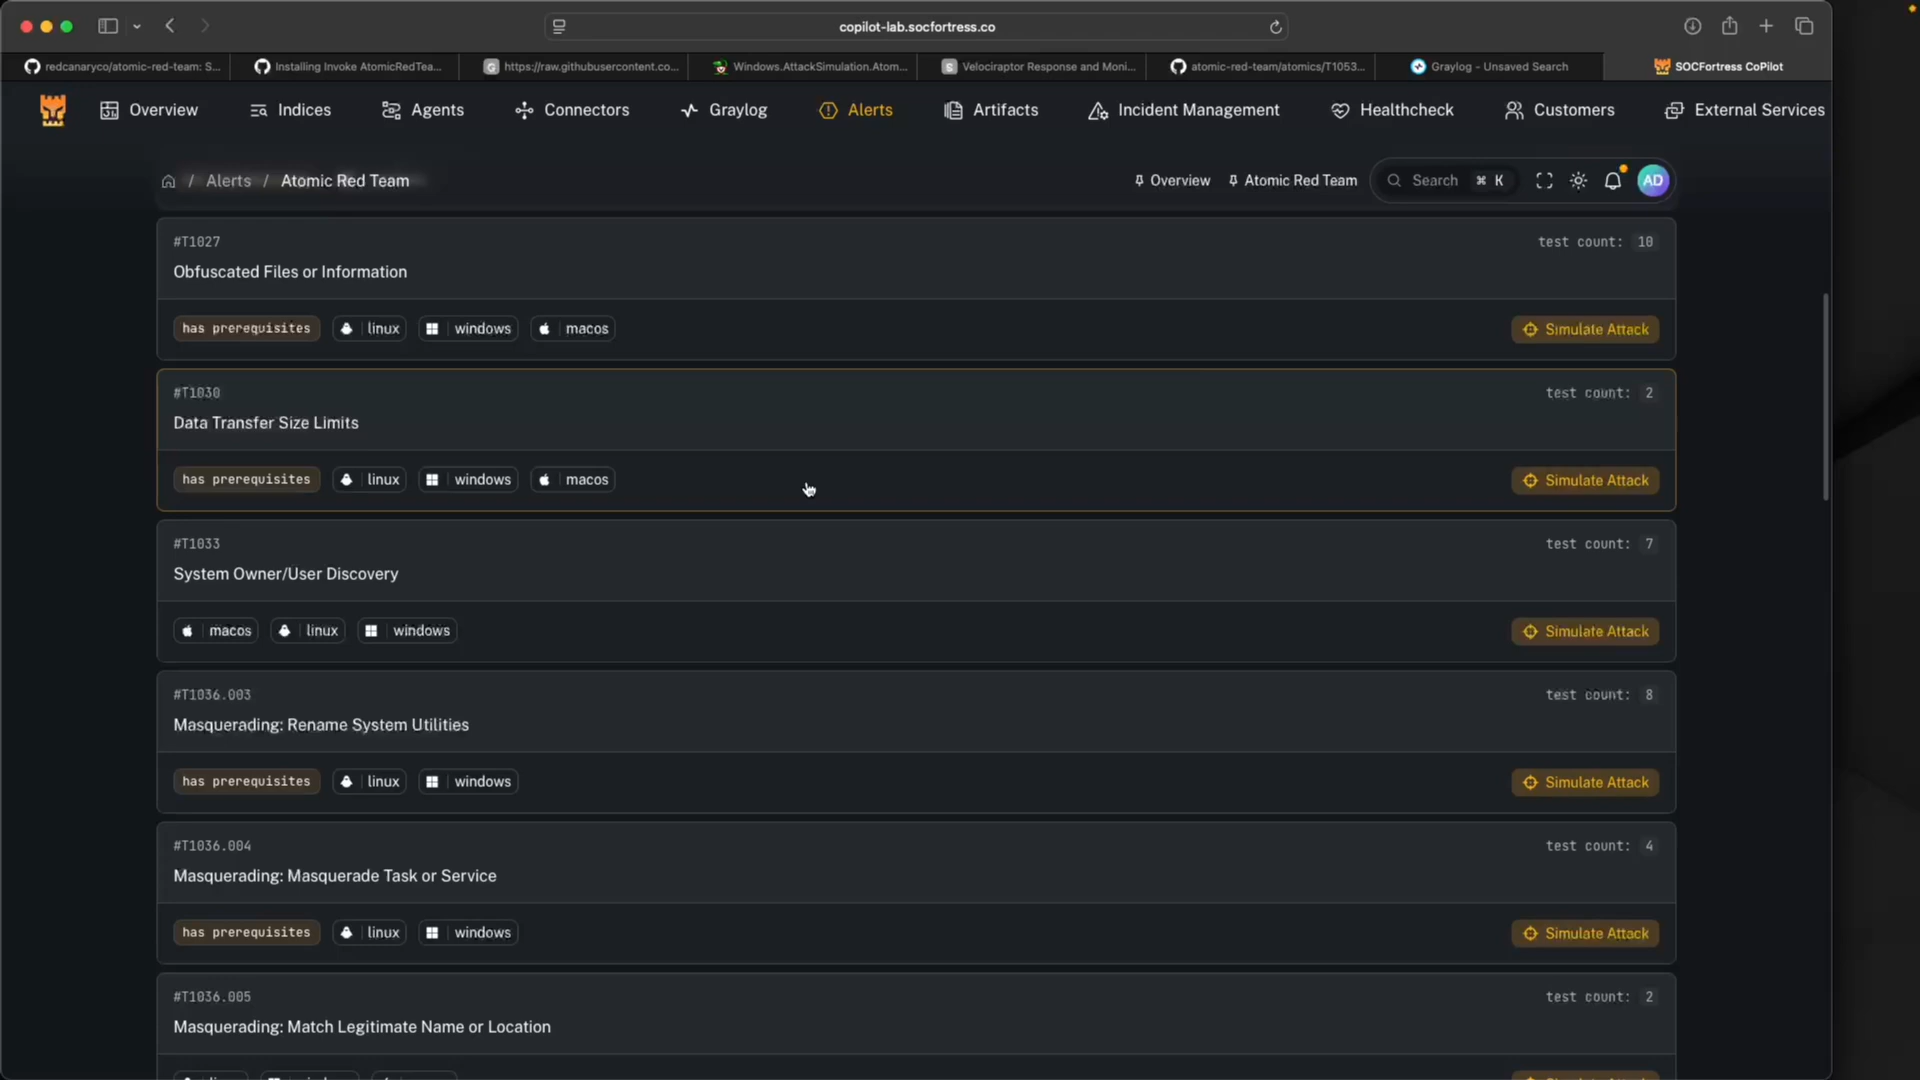 copilot-lab.socfortress.co
redcanaryco/atomic-red-team: S...
Installing Invoke AtomicRedTea...
https://raw.githubusercontent.co...
Windows.AttackSimulation.Atom...
Velociraptor Response and Moni...
atomic-red-team/atomics/T1053...
Graylog - Unsaved Search
SOCFortress CoPilot
Overview
Indices
Agents
Connectors
Graylog
Alerts
Artifacts
Incident Management
Healthcheck
Customers
External Services
/ Alerts / Atomic Red Team
Overview
Atomic Red Team
Search ⌘ K
AD
#T1027
test count: 10
Obfuscated Files or Information
has prerequisites linux windows macos
Simulate Attack
#T1030
test count: 2
Data Transfer Size Limits
has prerequisites linux windows macos
Simulate Attack
#T1033
test count: 7
System Owner/User Discovery
macos linux windows
Simulate Attack
#T1036.003
test count: 8
Masquerading: Rename System Utilities
has prerequisites linux windows
Simulate Attack
#T1036.004
test count: 4
Masquerading: Masquerade Task or Service
has prerequisites linux windows
Simulate Attack
#T1036.005
test count: 2
Masquerading: Match Legitimate Name or Location